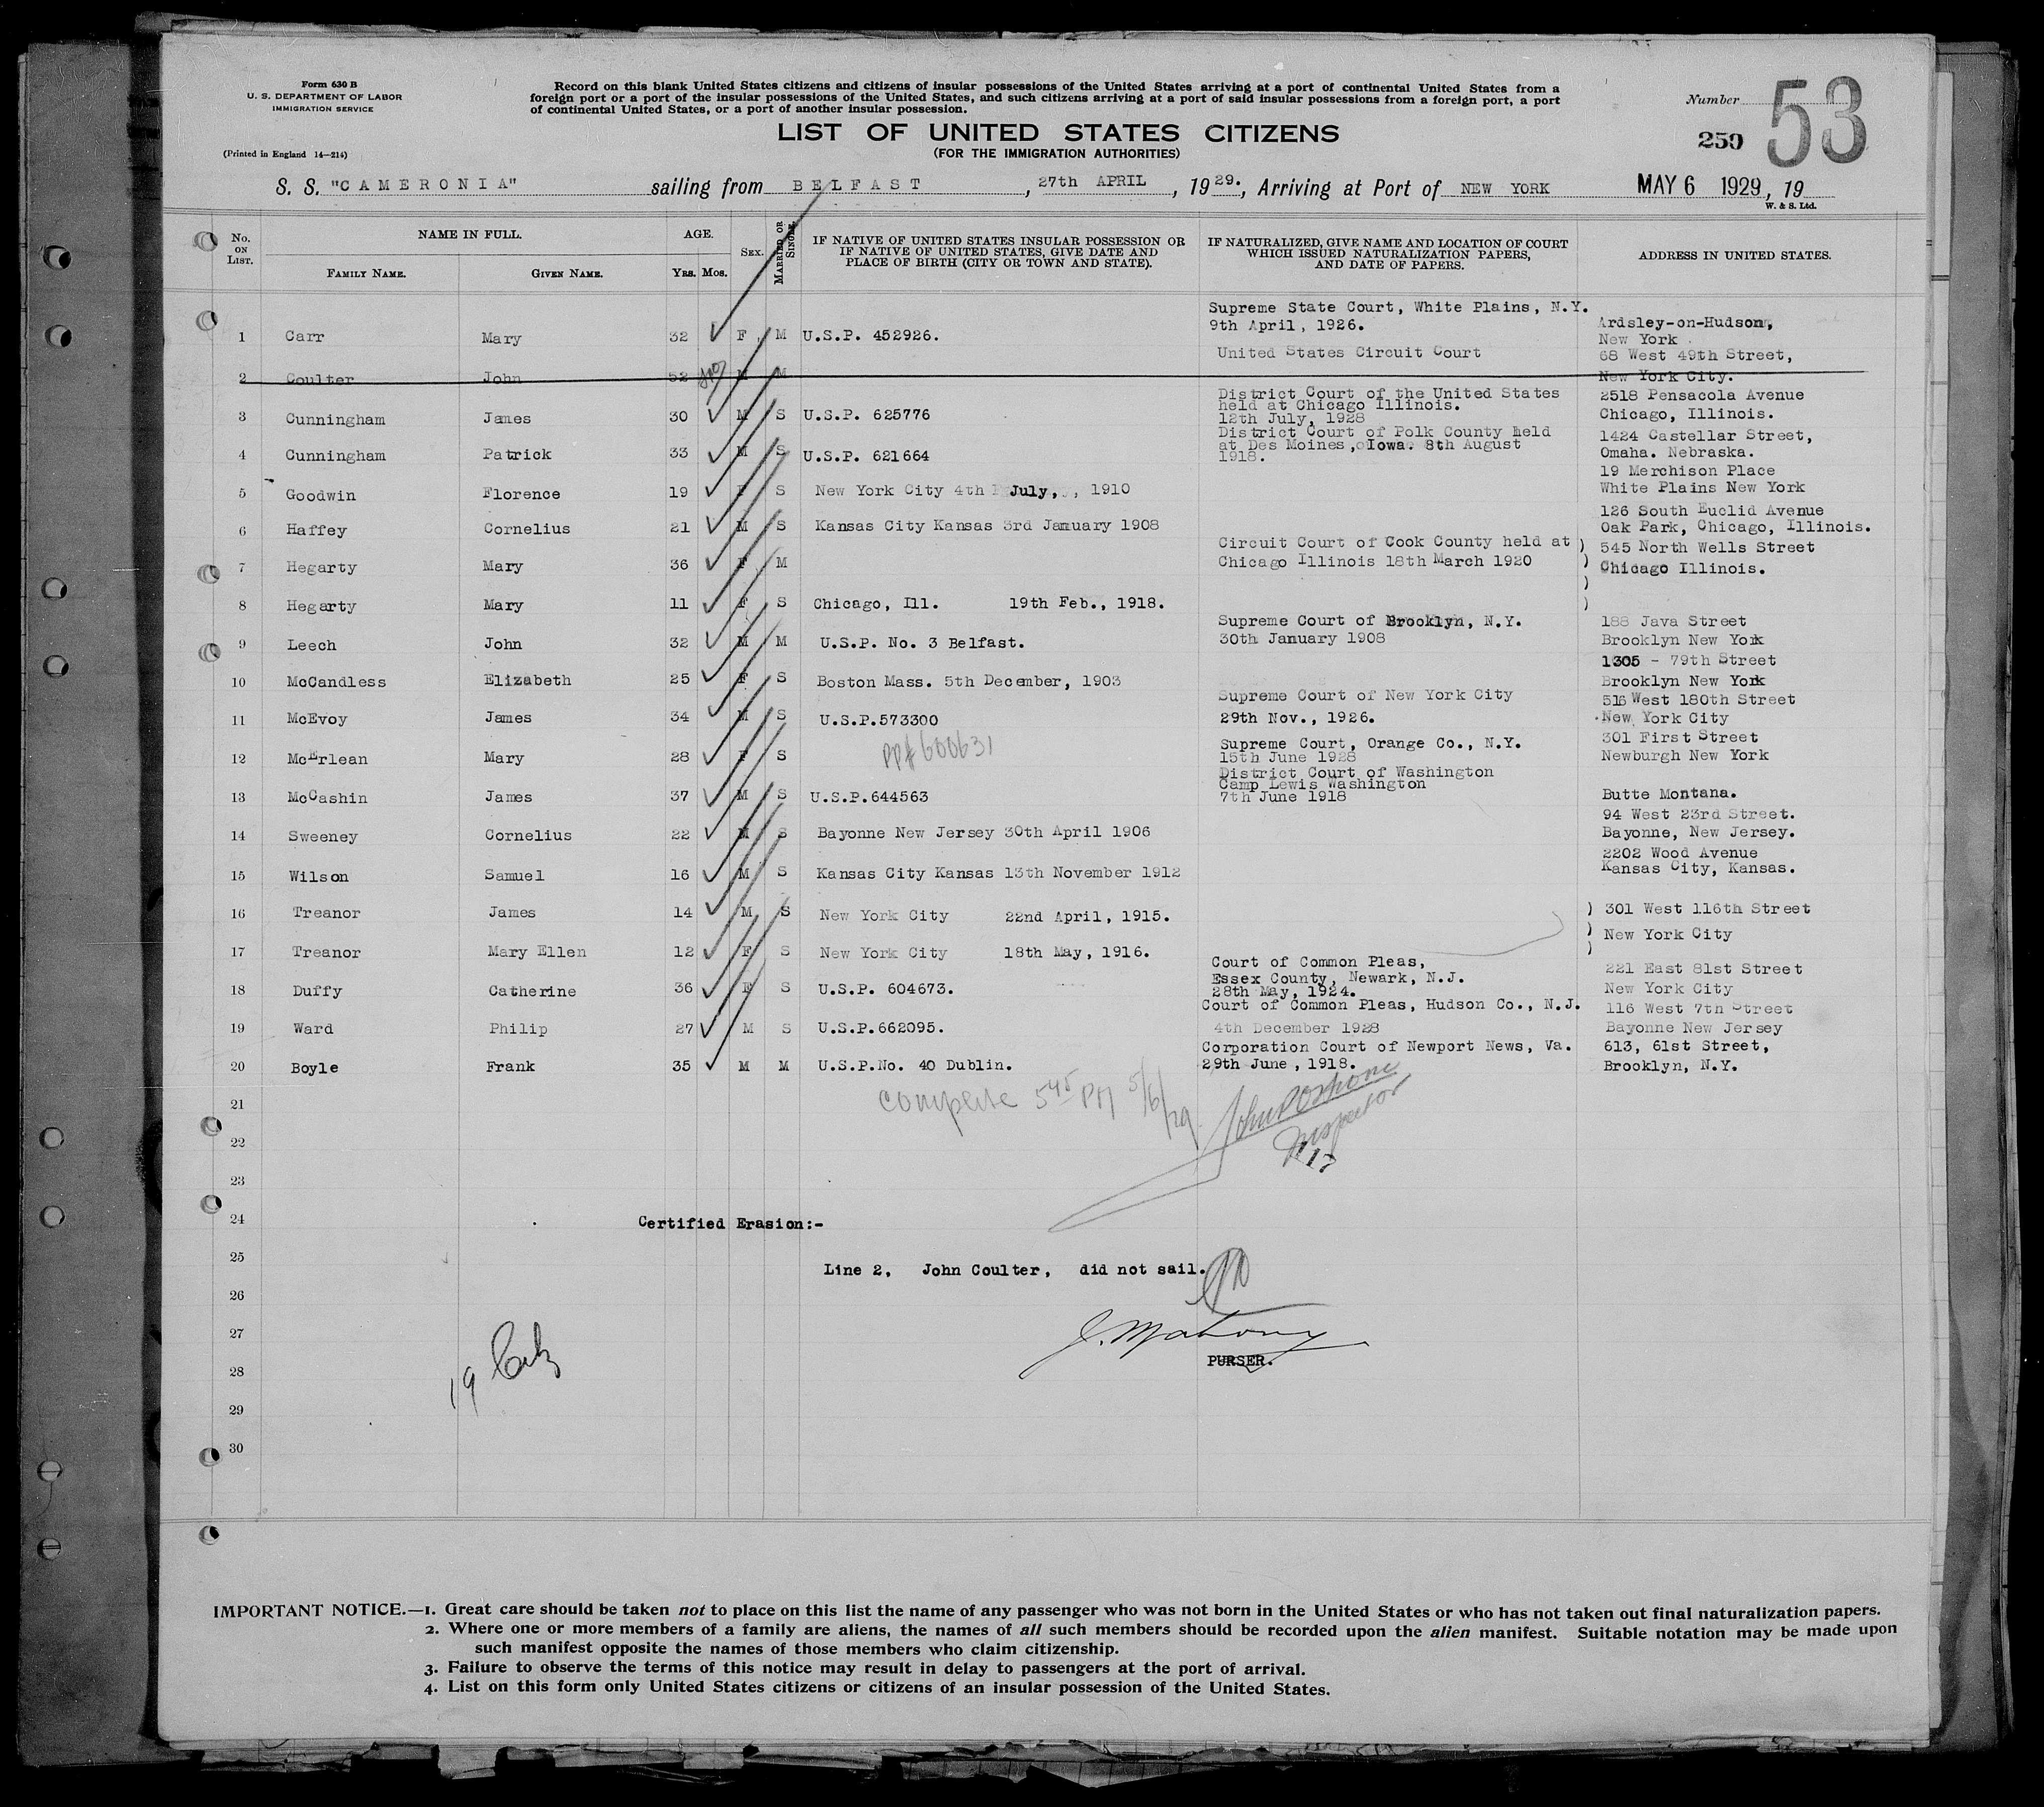 Form 630 B
U. S. DEPARTMENT OF LABOR
IMMIGRATION SERVICE
(Printed in England 14—214)
Record on this blank United States citizens and citizens of insular possessions of the United States arriving at a port of continental United States from a
foreign port or a port of the insular possessions of the United States, and such citizens arriving at a port of said insular possessions from a foreign port, a port
of continental United States, or a port of another insular possession.
LIST OF UNITED STATES CITIZENS
(FOR THE IMMIGRATION AUTHORITIES)
Number 53
250
S. S. "CAMERONIA" sailing from BELFAST, 27th APRIL, 1929., Arriving at Port of NEW YORK MAY 6 1929, 19
W. & S. Ltd.
No. ON LIST. NAME IN FULL. FAMILY NAME. GIVEN NAME. AGE. YRS. MOS. SEX. MARRIED OR SINGLE. IF NATIVE OF UNITED STATES INSULAR POSSESSION OR IF NATIVE OF UNITED STATES, GIVE DATE AND PLACE OF BIRTH (CITY OR TOWN AND STATE). IF NATURALIZED, GIVE NAME AND LOCATION OF COURT WHICH ISSUED NATURALIZATION PAPERS, AND DATE OF PAPERS. ADDRESS IN UNITED STATES.
1 Carr Mary 32 F M U.S.P. 452926. Supreme State Court, White Plains, N.Y. 9th April, 1926. Ardsley-on-Hudson, New York
2 Coulter John 52 M M United States Circuit Court 68 West 49th Street, New York City.
3 Cunningham James 30 M S U.S.P. 625776 District Court of the United States held at Chicago Illinois. 12th July, 1928 2518 Pensacola Avenue Chicago, Illinois.
4 Cunningham Patrick 33 M S U.S.P. 621664 District Court of Polk County held at Des Moines, Iowa. 8th August 1918. 1424 Castellar Street, Omaha. Nebraska.
5 Goodwin Florence 19 F S New York City 4th July, 1910 19 Merchison Place White Plains New York
6 Haffey Cornelius 21 M S Kansas City Kansas 3rd January 1908 126 South Euclid Avenue Oak Park, Chicago, Illinois.
7 Hegarty Mary 36 F M Circuit Court of Cook County held at Chicago Illinois 18th March 1920 ) 545 North Wells Street ) Chicago Illinois.
8 Hegarty Mary 11 F S Chicago, Ill. 19th Feb., 1918. )
9 Leech John 32 M M U.S.P. No. 3 Belfast. Supreme Court of Brooklyn, N.Y. 30th January 1908 188 Java Street Brooklyn New York
10 McCandless Elizabeth 25 F S Boston Mass. 5th December, 1903 1305 - 79th Street Brooklyn New York
11 McEvoy James 34 M S U.S.P.573300 Supreme Court of New York City 29th Nov., 1926. 516 West 180th Street New York City
12 McErlean Mary 28 F S PP# 600631 Supreme Court, Orange Co., N.Y. 15th June 1928 301 First Street Newburgh New York
13 McCashin James 37 M S U.S.P.644563 District Court of Washington Camp Lewis Washington 7th June 1918 Butte Montana.
14 Sweeney Cornelius 22 M S Bayonne New Jersey 30th April 1906 94 West 23rd Street. Bayonne, New Jersey.
15 Wilson Samuel 16 M S Kansas City Kansas 13th November 1912 2202 Wood Avenue Kansas City, Kansas.
16 Treanor James 14 M S New York City 22nd April, 1915. ) 301 West 116th Street
17 Treanor Mary Ellen 12 F S New York City 18th May, 1916. ) New York City )
18 Duffy Catherine 36 F S U.S.P. 604673. Court of Common Pleas, Essex County, Newark, N.J. 28th May, 1924. 221 East 81st Street New York City
19 Ward Philip 27 M S U.S.P.662095. Court of Common Pleas, Hudson Co., N.J. 4th December 1928 116 West 7th Street Bayonne New Jersey
20 Boyle Frank 35 M M U.S.P.No. 40 Dublin. Corporation Court of Newport News, Va. 29th June, 1918. 613, 61st Street, Brooklyn, N.Y.
21
complete 5 45 PM 5/6/29
Inspector
22
23
24 Certified Erasion:-
25 Line 2, John Coulter, did not sail.
26
27 J. Mahony
PURSER.
28
19 Citz
29
30
IMPORTANT NOTICE.—1. Great care should be taken not to place on this list the name of any passenger who was not born in the United States or who has not taken out final naturalization papers.
2. Where one or more members of a family are aliens, the names of all such members should be recorded upon the alien manifest. Suitable notation may be made upon
such manifest opposite the names of those members who claim citizenship.
3. Failure to observe the terms of this notice may result in delay to passengers at the port of arrival.
4. List on this form only United States citizens or citizens of an insular possession of the United States.